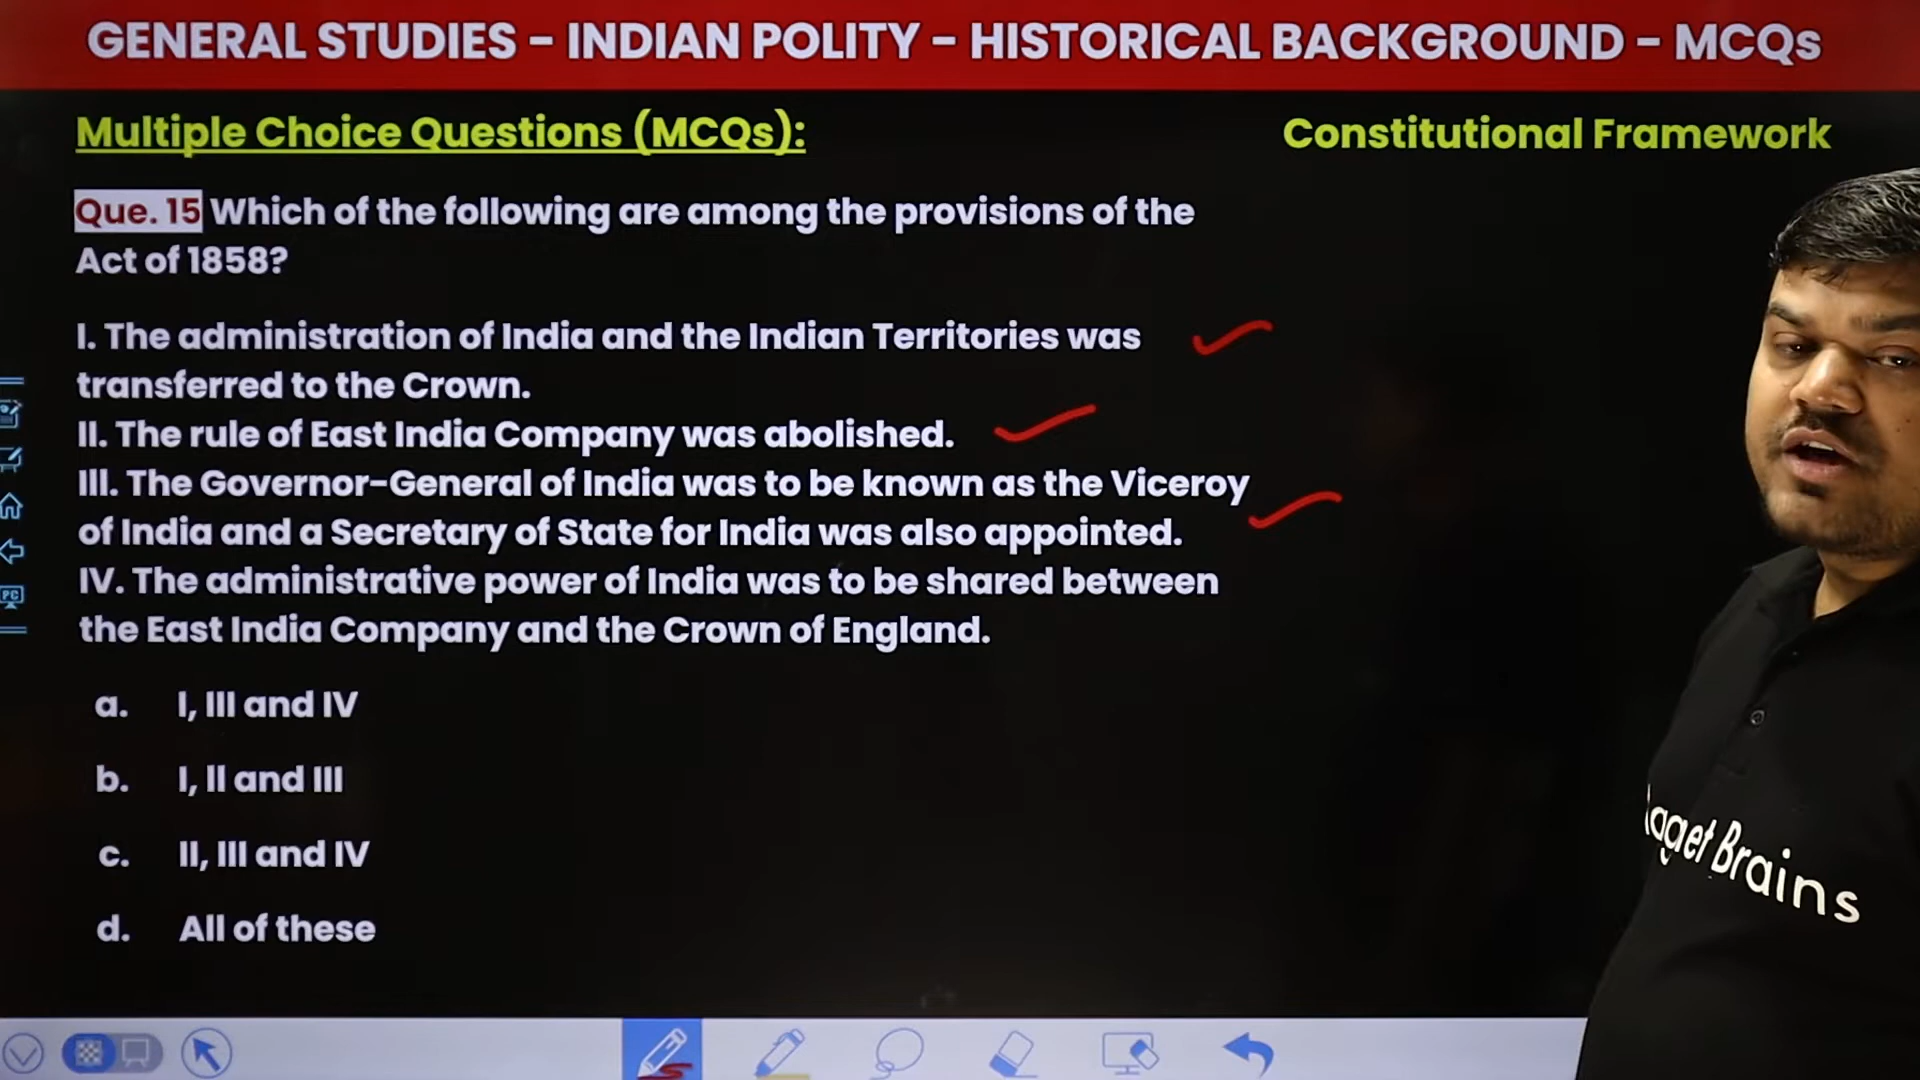 GENERAL STUDIES - INDIAN POLITY - HISTORICAL BACKGROUND - MCQs
Multiple Choice Questions (MCQs):
Constitutional Framework
Que. 15 Which of the following are among the provisions of the
Act of 1858?
I. The administration of India and the Indian Territories was
transferred to the Crown.
II. The rule of East India Company was abolished.
III. The Governor-General of India was to be known as the Viceroy
of India and a Secretary of State for India was also appointed.
IV. The administrative power of India was to be shared between
the East India Company and the Crown of England.
a. I, III and IV
b. I, II and III
c. II, III and IV
d. All of these
aget Brains
PC